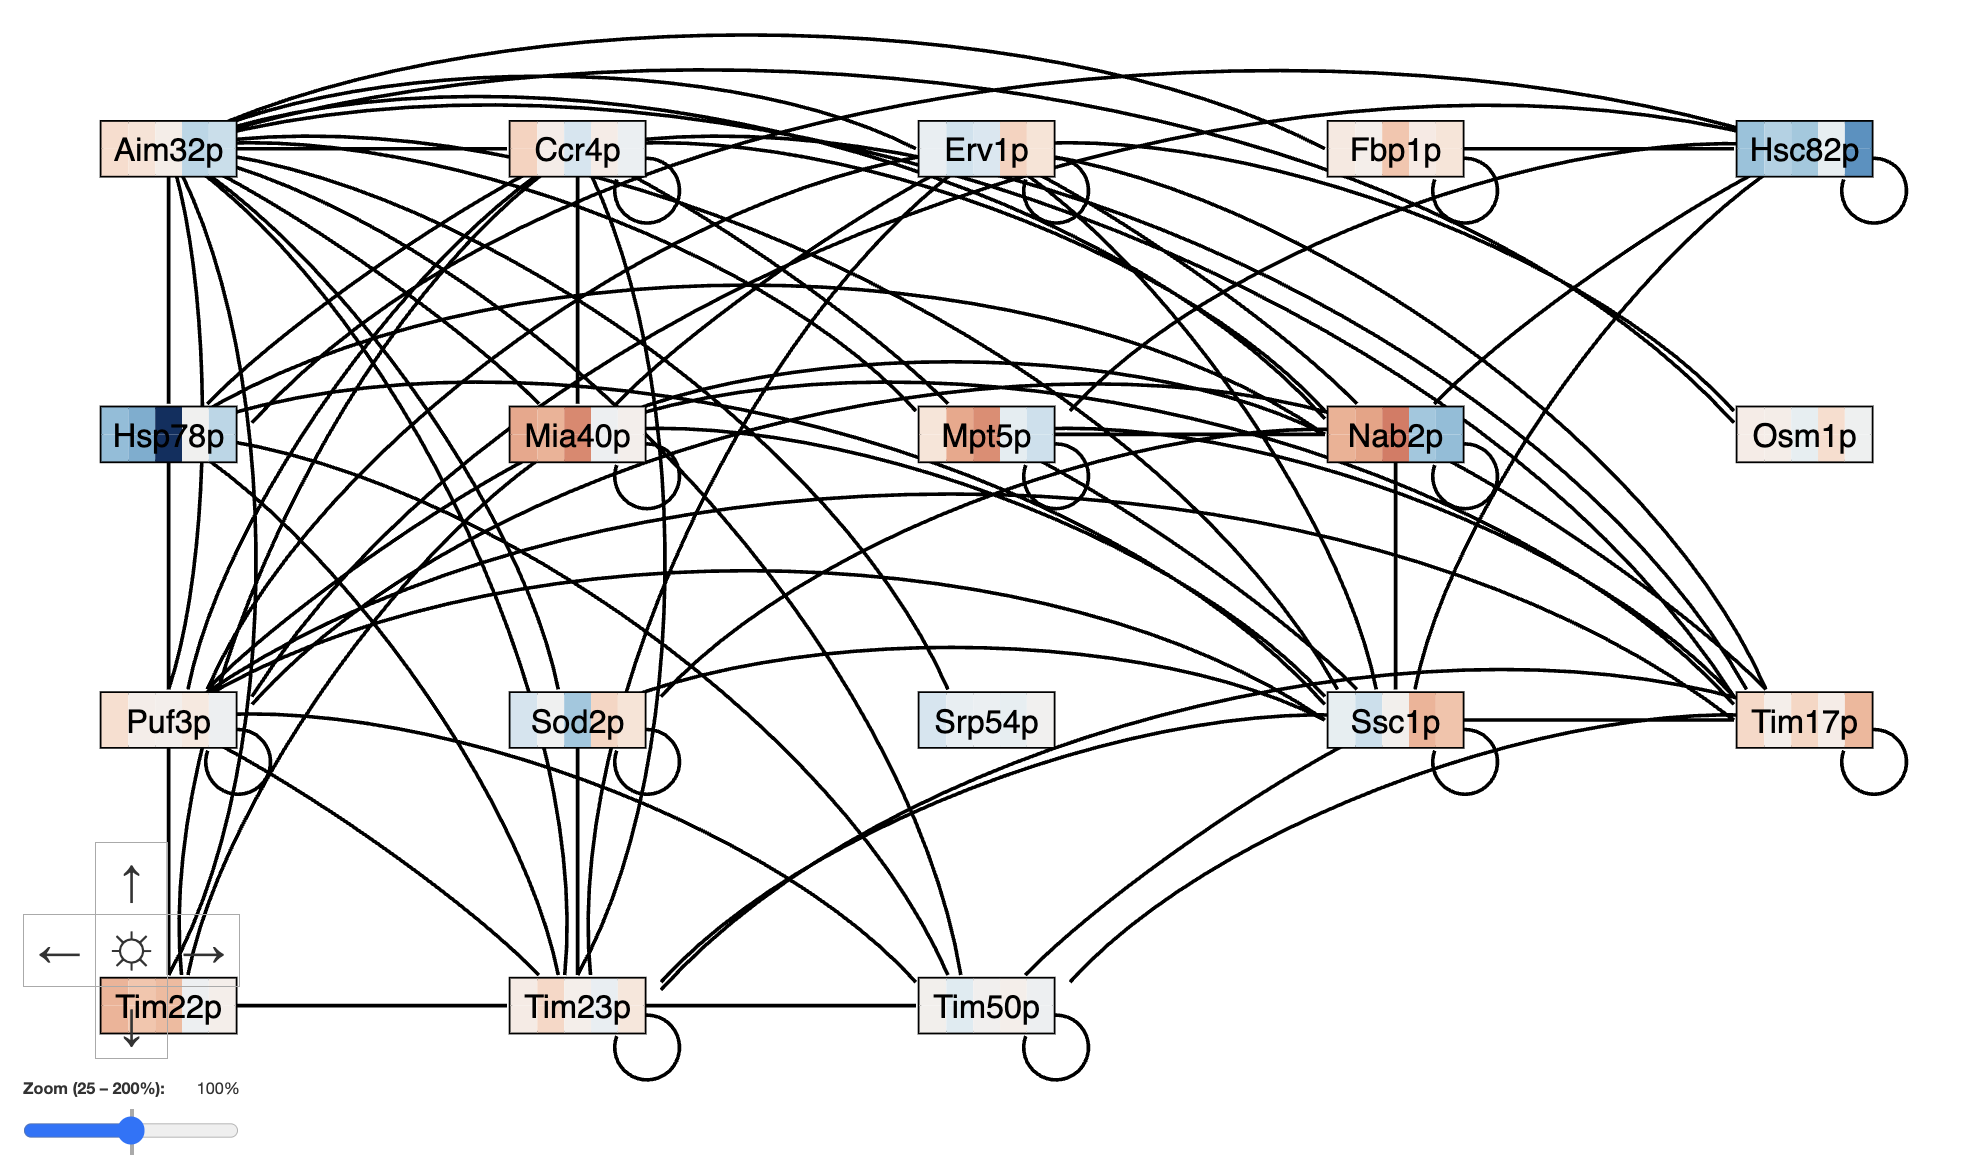 Aim32p Ccr4p Erv1p Fbp1p Hsc82p
Hsp78p Mia40p Mpt5p Nab2p Osm1p
Puf3p Sod2p Srp54p Ssc1p Tim17p
Tim22p Tim23p Tim50p
Zoom (25 – 200%): 100%